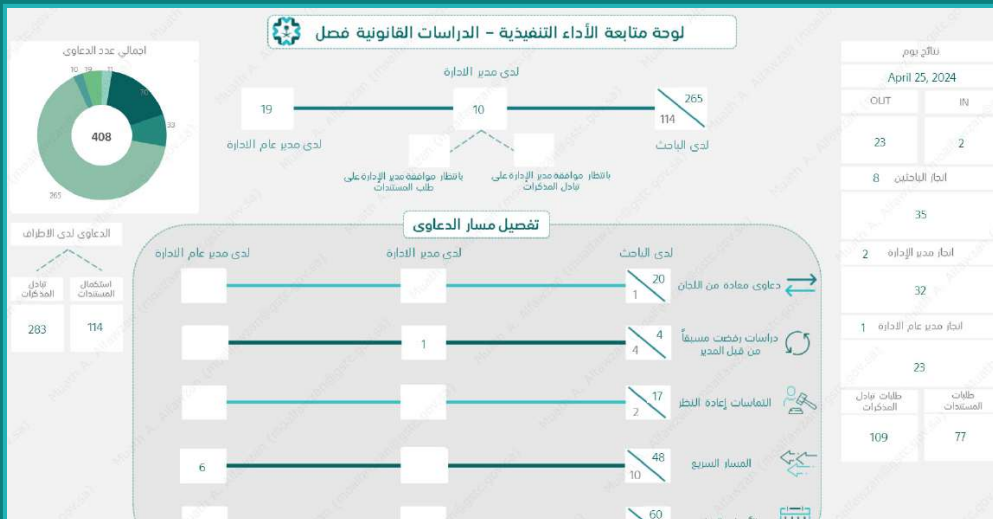 لوحة متابعة الأداء التنفيذية – الدراسات القانونية فصل
نتائج يوم
April 25, 2024
IN
OUT
2
23
انجاز الباحثين 8
35
انجاز مدير الإدارة 2
32
انجاز مدير عام الادارة 1
23
طلبات المستندات
طلبات تبادل المذكرات
77
109
لدى مدير الادارة
265
114
لدى الباحث
10
19
لدى مدير عام الادارة
بانتظار موافقة مدير الإدارة على
تبادل المذكرات
بانتظار موافقة مدير الإدارة على
طلب المستندات
اجمالي عدد الدعاوى
10
19
11
70
33
265
408
الدعاوى لدى الاطراف
استكمال المستندات
تبادل المذكرات
114
283
تفصيل مسار الدعاوى
لدى الباحث
لدى مدير الادارة
لدى مدير عام الادارة
دعاوى معادة من اللجان
20
1
دراسات رفضت مسبقاً
من قبل المدير
4
4
1
التماسات إعادة النظر
17
2
المسار السريع
48
10
6
60